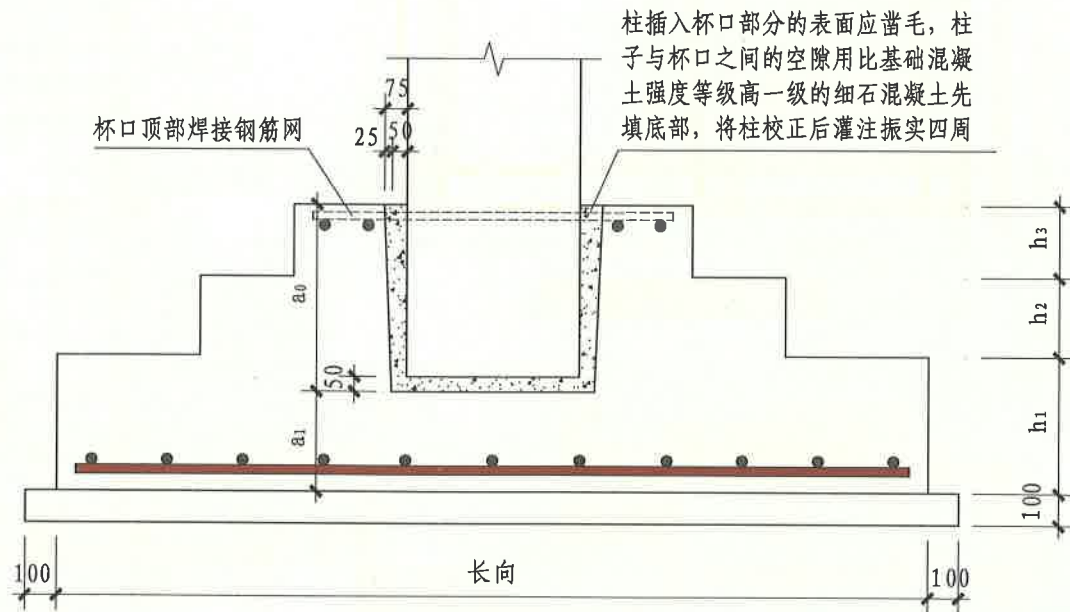 柱插入杯口部分的表面应凿毛，柱
子与杯口之间的空隙用比基础混凝
土强度等级高一级的细石混凝土先
填底部，将柱校正后灌注振实四周
杯口顶部焊接钢筋网
75
25
50
a0
50
a1
h3
h2
h1
100
100
长向
100